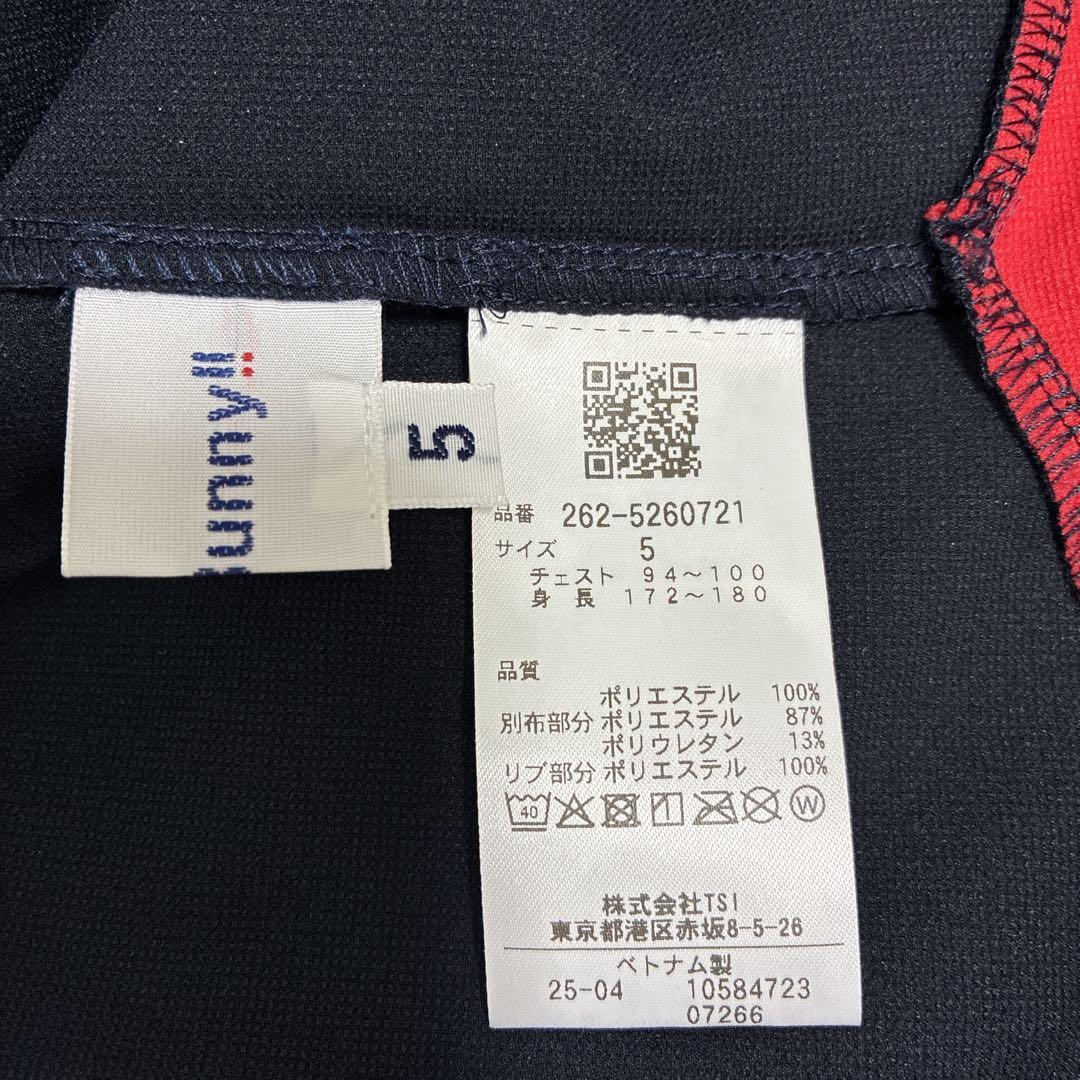 sunny!!
5
品番 262-5260721
サイズ 5
チェスト 94～100
身 長 172～180
品質
ポリエステル 100%
別布部分 ポリエステル 87%
ポリウレタン 13%
リブ部分 ポリエステル 100%
40 W
株式会社TSI
東京都港区赤坂8-5-26
ベトナム製
25-04 10584723
07266